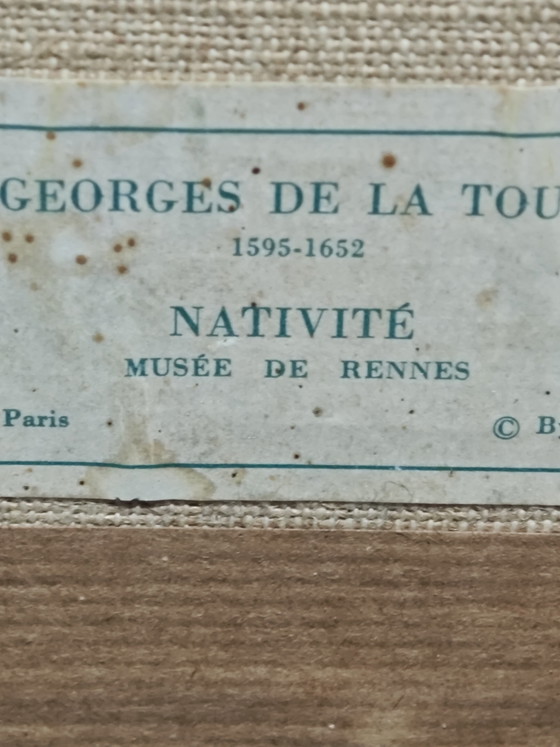 GEORGES DE LA TOU
1595-1652
NATIVITÉ
MUSÉE DE RENNES
Paris
©